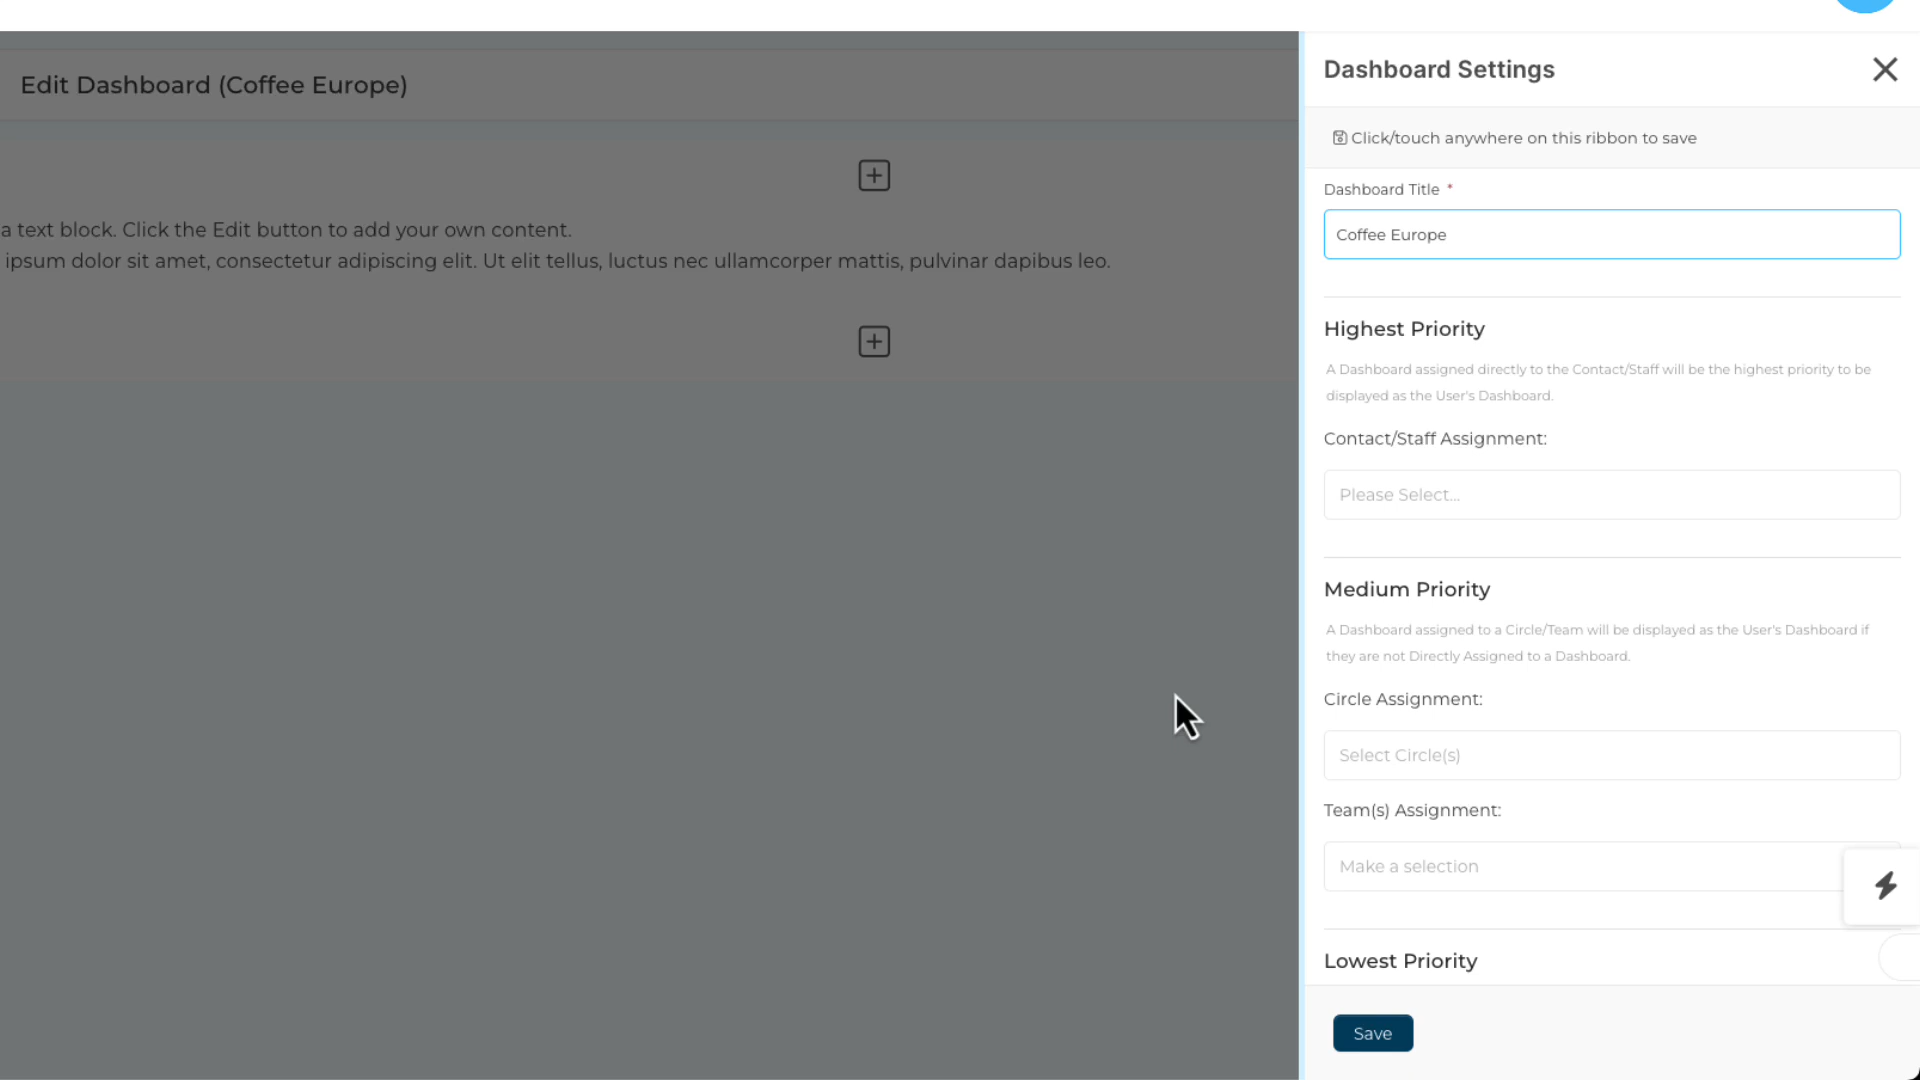 Edit Dashboard (Coffee Europe)
a text block. Click the Edit button to add your own content.
ipsum dolor sit amet, consectetur adipiscing elit. Ut elit tellus, luctus nec ullamcorper mattis, pulvinar dapibus leo.
Dashboard Settings
Click/touch anywhere on this ribbon to save
Dashboard Title *
Coffee Europe
Highest Priority
A Dashboard assigned directly to the Contact/Staff will be the highest priority to be
displayed as the User's Dashboard.
Contact/Staff Assignment:
Please Select...
Medium Priority
A Dashboard assigned to a Circle/Team will be displayed as the User's Dashboard if
they are not Directly Assigned to a Dashboard.
Circle Assignment:
Select Circle(s)
Team(s) Assignment:
Make a selection
Lowest Priority
Save